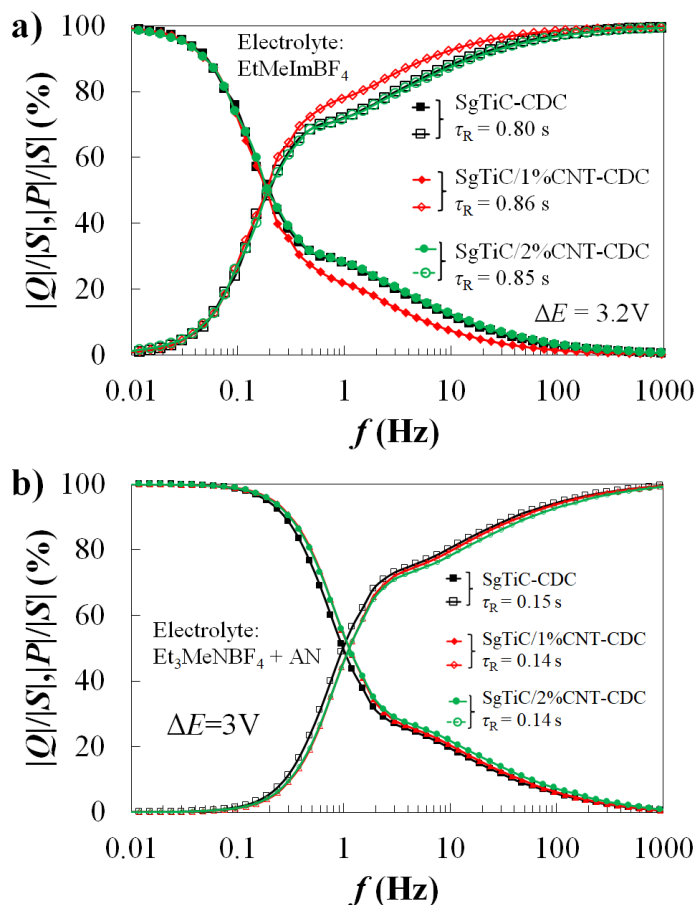 a)
|Q|/|S|,|P|/|S| (%)
100
80
60
40
20
0
Electrolyte:
EtMeImBF₄
SgTiC-CDC
τR = 0.80 s
SgTiC/1%CNT-CDC
τR = 0.86 s
SgTiC/2%CNT-CDC
τR = 0.85 s
ΔE = 3.2V
0.01 0.1 1 10 100 1000
f (Hz)
b)
|Q|/|S|,|P|/|S| (%)
100
80
60
40
20
0
SgTiC-CDC
τR = 0.15 s
Electrolyte:
Et₃MeNBF₄ + AN
SgTiC/1%CNT-CDC
τR = 0.14 s
SgTiC/2%CNT-CDC
τR = 0.14 s
ΔE=3V
0.01 0.1 1 10 100 1000
f (Hz)